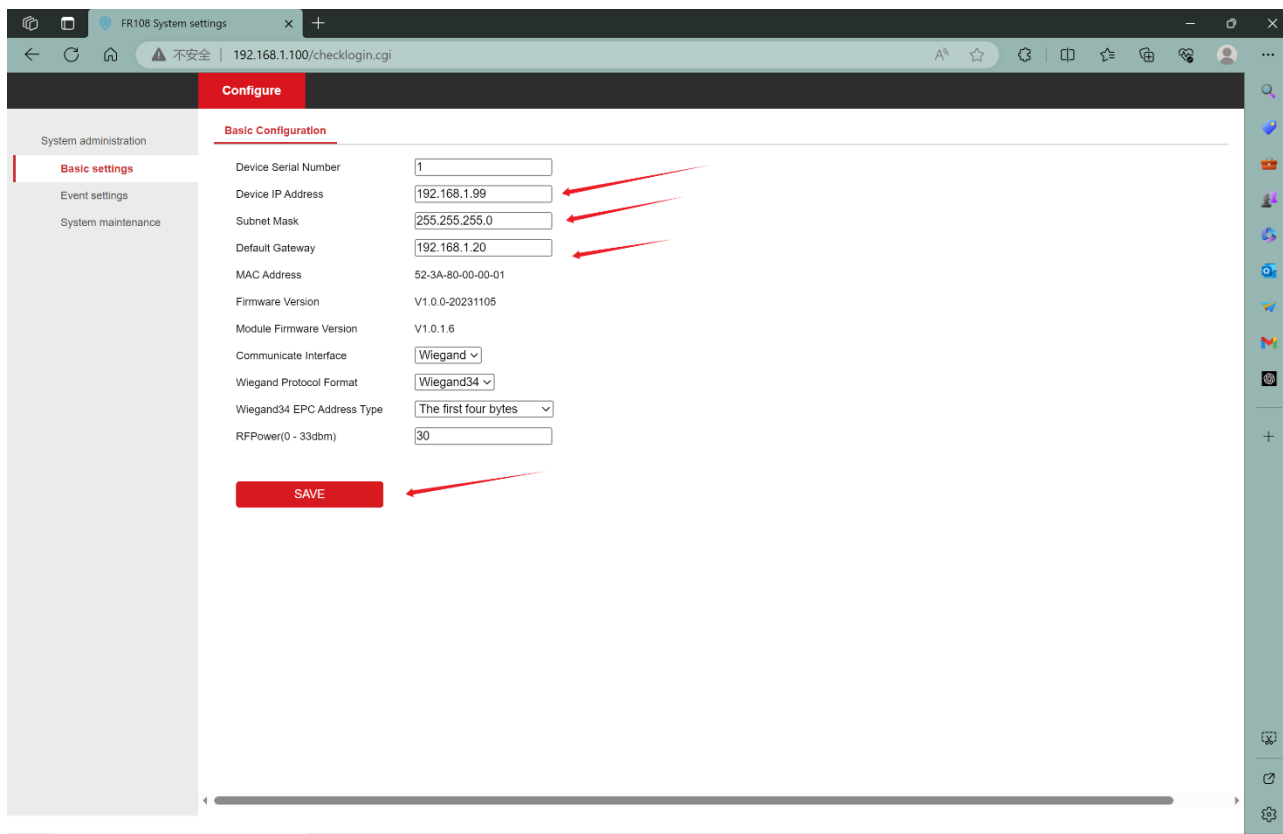 FR108 System settings
不安全 192.168.1.100/checklogin.cgi
Configure
System administration
Basic settings
Event settings
System maintenance
Basic Configuration
Device Serial Number 1
Device IP Address 192.168.1.99
Subnet Mask 255.255.255.0
Default Gateway 192.168.1.20
MAC Address 52-3A-80-00-00-01
Firmware Version V1.0.0-20231105
Module Firmware Version V1.0.1.6
Communicate Interface Wiegand
Wiegand Protocol Format Wiegand34
Wiegand34 EPC Address Type The first four bytes
RFPower(0 - 33dbm) 30
SAVE